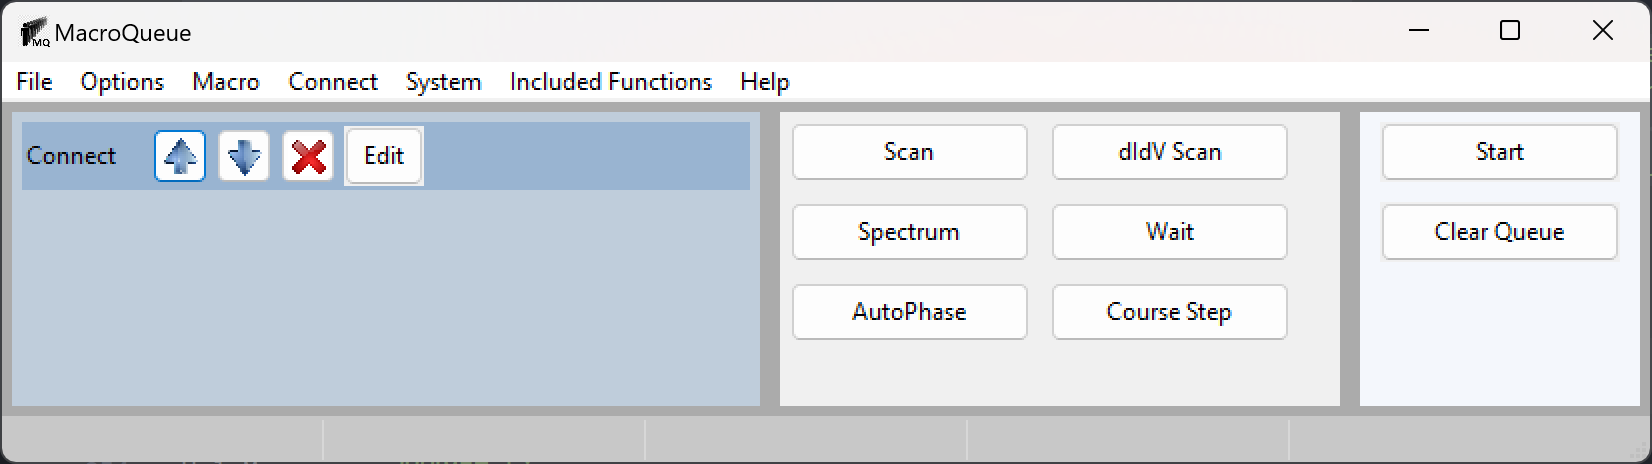 MQ MacroQueue
File Options Macro Connect System Included Functions Help
Connect Edit
Scan dIdV Scan
Spectrum Wait
AutoPhase Course Step
Start
Clear Queue